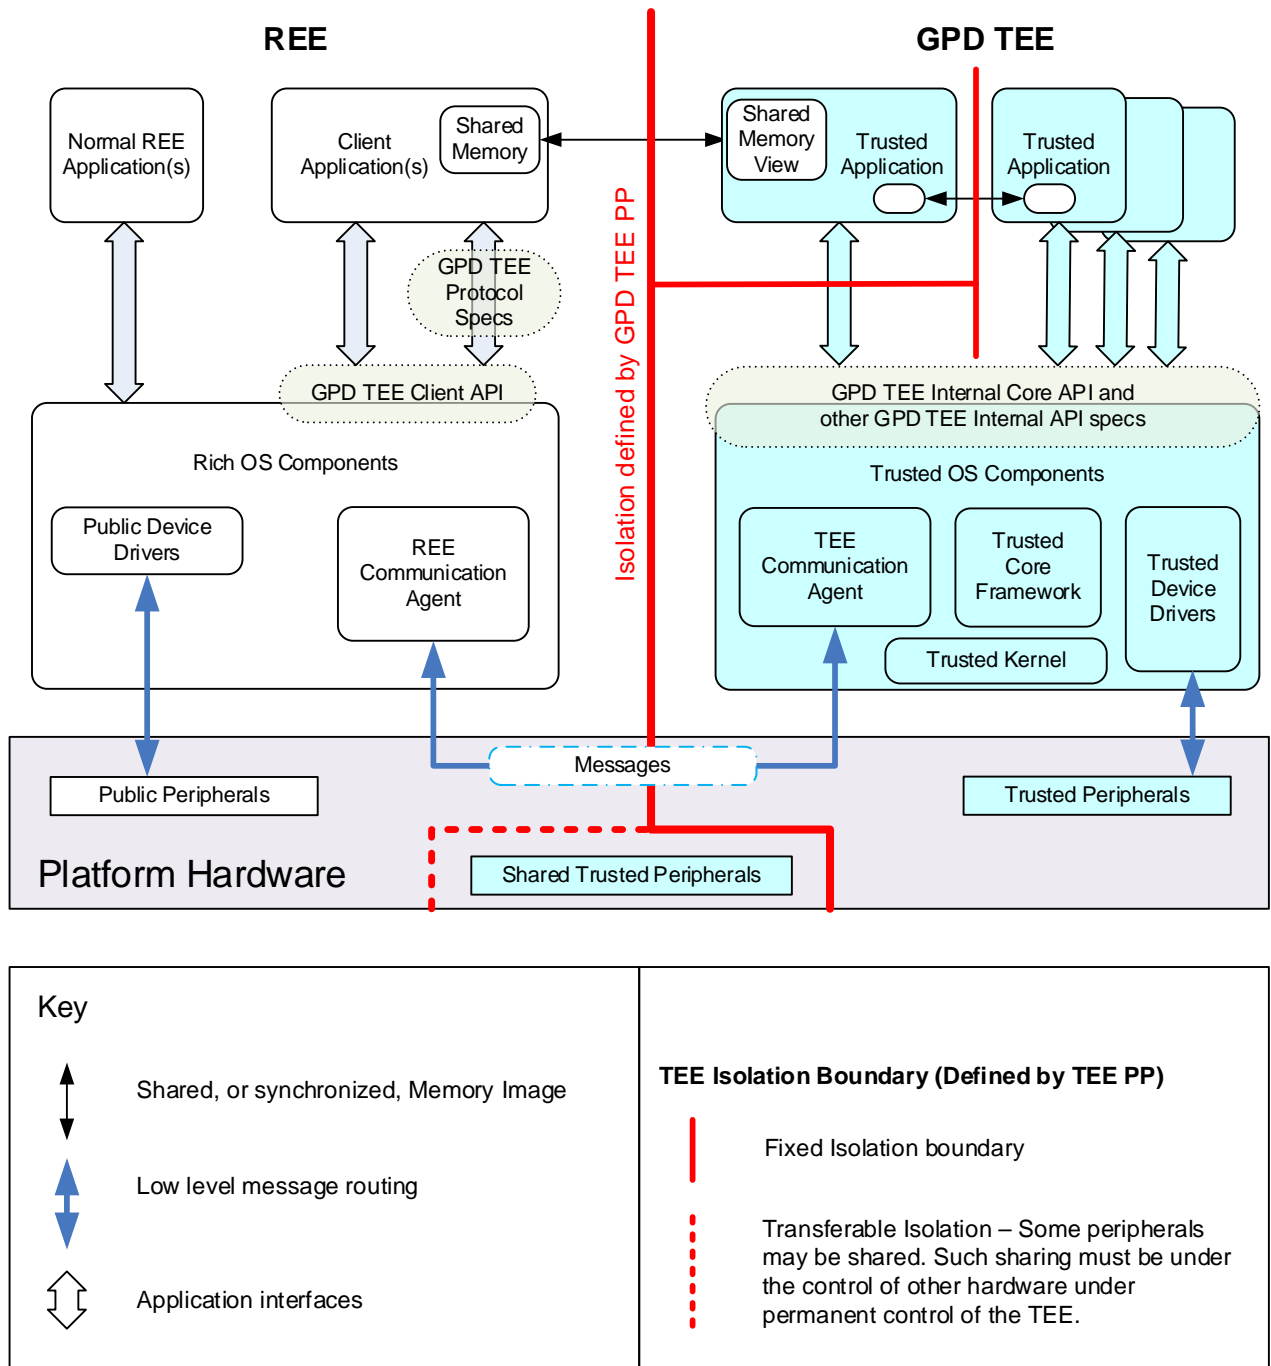 REE
GPD TEE
Normal REE
Application(s)
Client
Application(s)
Shared
Memory
Shared
Memory
View
Trusted
Application
Trusted
Application
GPD TEE
Protocol
Specs
Isolation defined by GPD TEE PP
GPD TEE Client API
GPD TEE Internal Core API and
other GPD TEE Internal API specs
Rich OS Components
Trusted OS Components
Public Device
Drivers
REE
Communication
Agent
TEE
Communication
Agent
Trusted
Core
Framework
Trusted
Device
Drivers
Trusted Kernel
Messages
Public Peripherals
Trusted Peripherals
Platform Hardware
Shared Trusted Peripherals
Key
Shared, or synchronized, Memory Image
Low level message routing
Application interfaces
TEE Isolation Boundary (Defined by TEE PP)
Fixed Isolation boundary
Transferable Isolation – Some peripherals
may be shared. Such sharing must be under
the control of other hardware under
permanent control of the TEE.